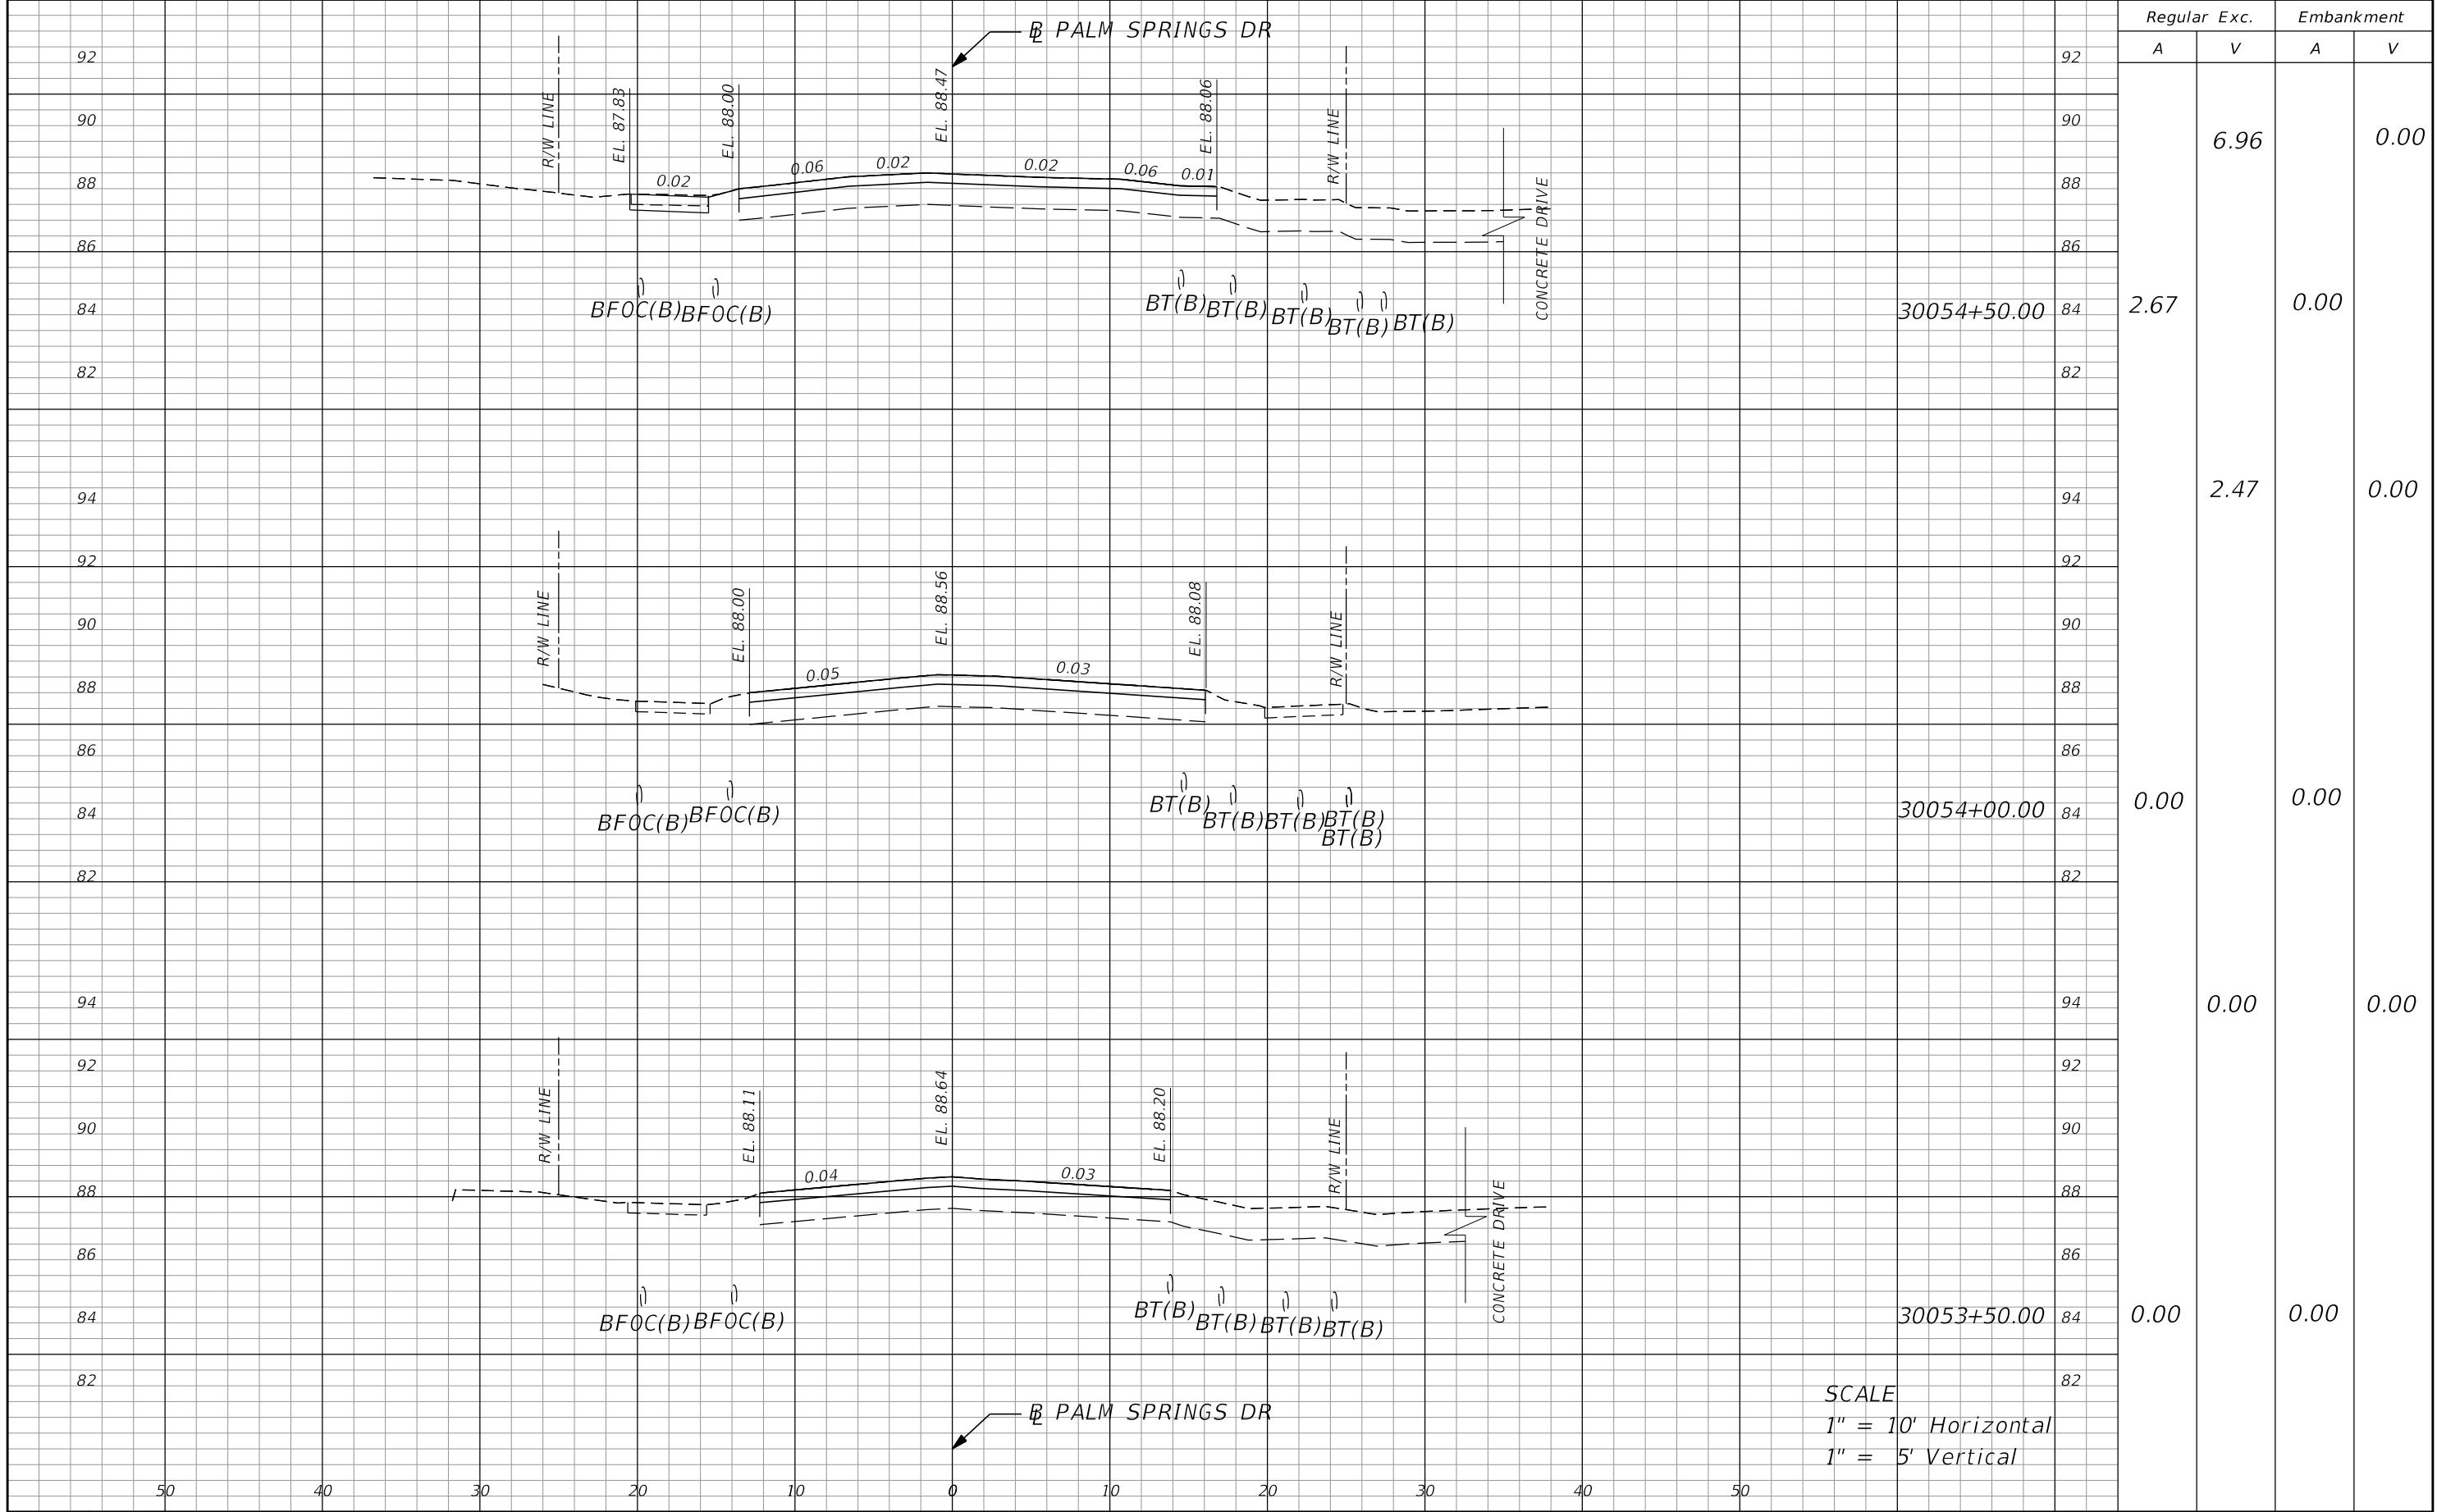 Regular Exc. Embankment
A V A V
BL PALM SPRINGS DR
92 92
90 90
88 88
86 86
84 84
82 82
R/W LINE
EL. 87.83
EL. 88.00
EL. 88.47
EL. 88.06
R/W LINE
CONCRETE DRIVE
0.02 0.06 0.02 0.02 0.06 0.01
6.96 0.00
BFOC(B) BFOC(B) BT(B) BT(B) BT(B) BT(B) BT(B)
30054+50.00 2.67 0.00
2.47 0.00
94 94
92 92
90 90
88 88
86 86
84 84
82 82
R/W LINE
EL. 88.00
EL. 88.56
EL. 88.08
R/W LINE
0.05 0.03
BFOC(B) BFOC(B) BT(B) BT(B) BT(B) BT(B)
BT(B)
30054+00.00 0.00 0.00
0.00 0.00
94 94
92 92
90 90
88 88
86 86
84 84
82 82
R/W LINE
EL. 88.11
EL. 88.64
EL. 88.20
R/W LINE
CONCRETE DRIVE
0.04 0.03
BFOC(B) BFOC(B) BT(B) BT(B) BT(B) BT(B)
30053+50.00 0.00 0.00
BL PALM SPRINGS DR
SCALE
1" = 10' Horizontal
1" = 5' Vertical
50 40 30 20 10 0 10 20 30 40 50